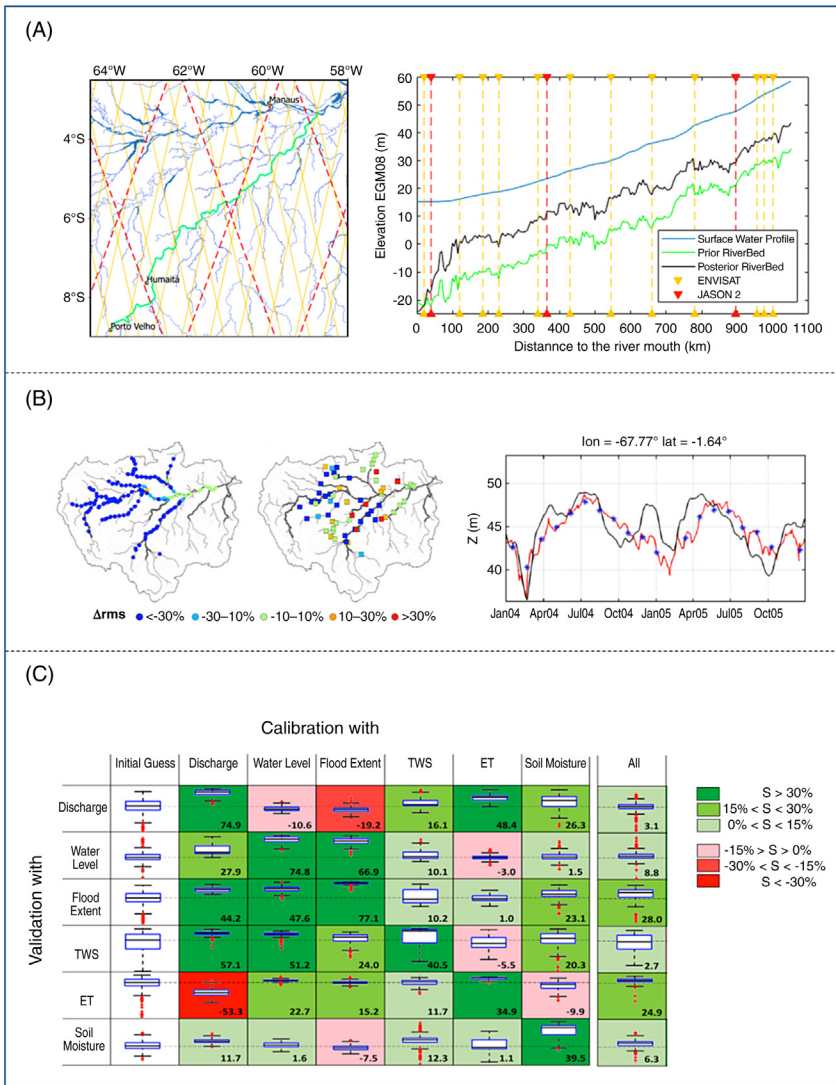 (A)
64°W 62°W 60°W 58°W
4°S
6°S
8°S
Manaus
Humaitá
Porto Velho
Elevation EGM08 (m)
60
50
40
30
20
10
0
-10
-20
Surface Water Profile
Prior RiverBed
Posterior RiverBed
ENVISAT
JASON 2
0 100 200 300 400 500 600 700 800 900 1000 1100
Distannce to the river mouth (km)
(B)
Δrms <-30% -30–10% -10–10% 10–30% >30%
lon = -67.77° lat = -1.64°
Z (m)
50
45
40
Jan04 Apr04 Jul04 Oct04 Jan05 Apr05 Jul05 Oct05
(C)
Calibration with
Initial Guess Discharge Water Level Flood Extent TWS ET Soil Moisture All
Validation with
Discharge 74.9 -10.6 -19.2 16.1 48.4 26.3 3.1
Water
Level 27.9 74.8 66.9 10.1 -3.0 1.5 8.8
Flood
Extent 44.2 47.6 77.1 10.2 1.0 23.1 28.0
TWS 57.1 51.2 24.0 40.5 -5.5 20.3 2.7
ET -53.3 22.7 15.2 11.7 34.9 -9.9 24.9
Soil
Moisture 11.7 1.6 -7.5 12.3 1.1 39.5 6.3
S > 30%
15% < S < 30%
0% < S < 15%
-15% > S > 0%
-30% < S < -15%
S < -30%